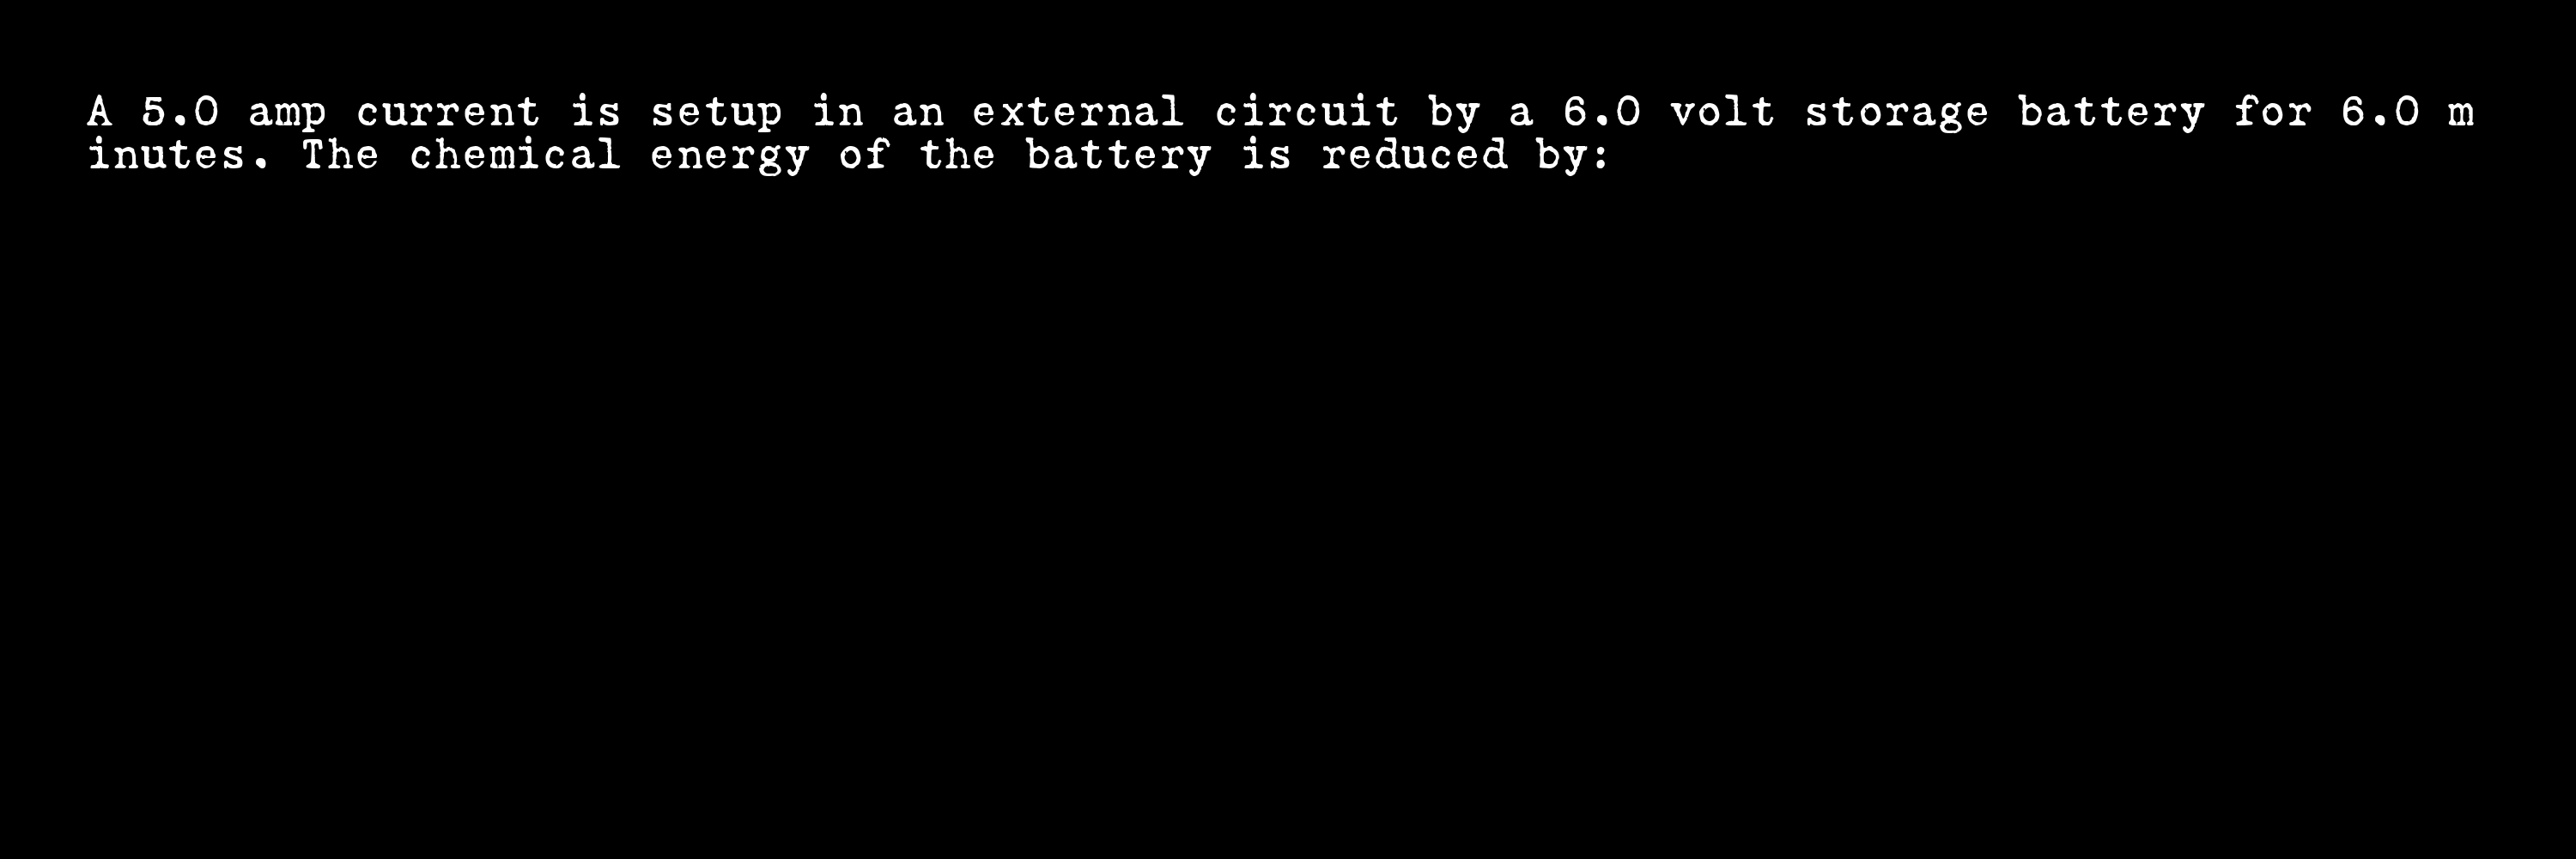 A 5.0 amp current is setup in an external circuit by a 6.0 volt storage battery for 6.0 m
inutes. The chemical energy of the battery is reduced by: